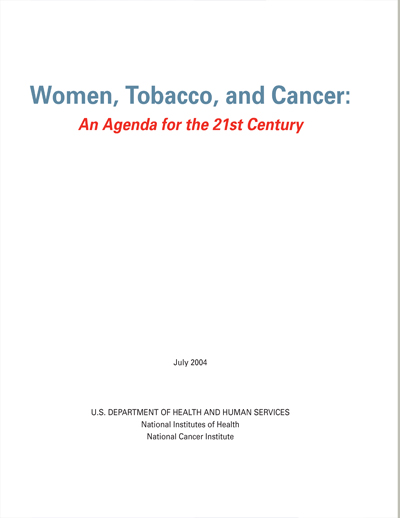 Women, Tobacco, and Cancer:
An Agenda for the 21st Century
July 2004
U.S. DEPARTMENT OF HEALTH AND HUMAN SERVICES
National Institutes of Health
National Cancer Institute